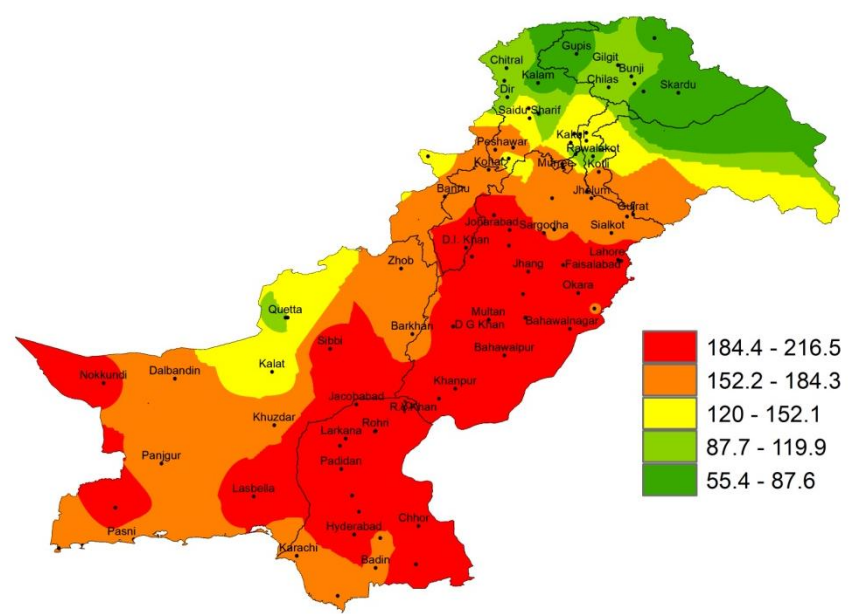 Gupis
Chitral
Gilgit
Bunji
Kalam
Chilas
Skardu
Dir
Saidu Sharif
Kakul
Peshawar
Rawalakot
Kohat
Murree
Kotli
Bannu
Jhelum
Gujrat
Joherabad
Sargodha
Sialkot
D.I. Khan
Lahore
Zhob
Jhang
Faisalabad
Okara
Quetta
Multan
D G Khan
Bahawalnagar
Barkhan
Sibbi
Bahawalpur
Kalat
Dalbandin
Nokkundi
Khanpur
Jacobabad
Khuzdar
Rohri
Larkana
Panjgur
Padidan
Lasbella
Chhor
Pasni
Hyderabad
Karachi
Badin
184.4 - 216.5
152.2 - 184.3
120 - 152.1
87.7 - 119.9
55.4 - 87.6